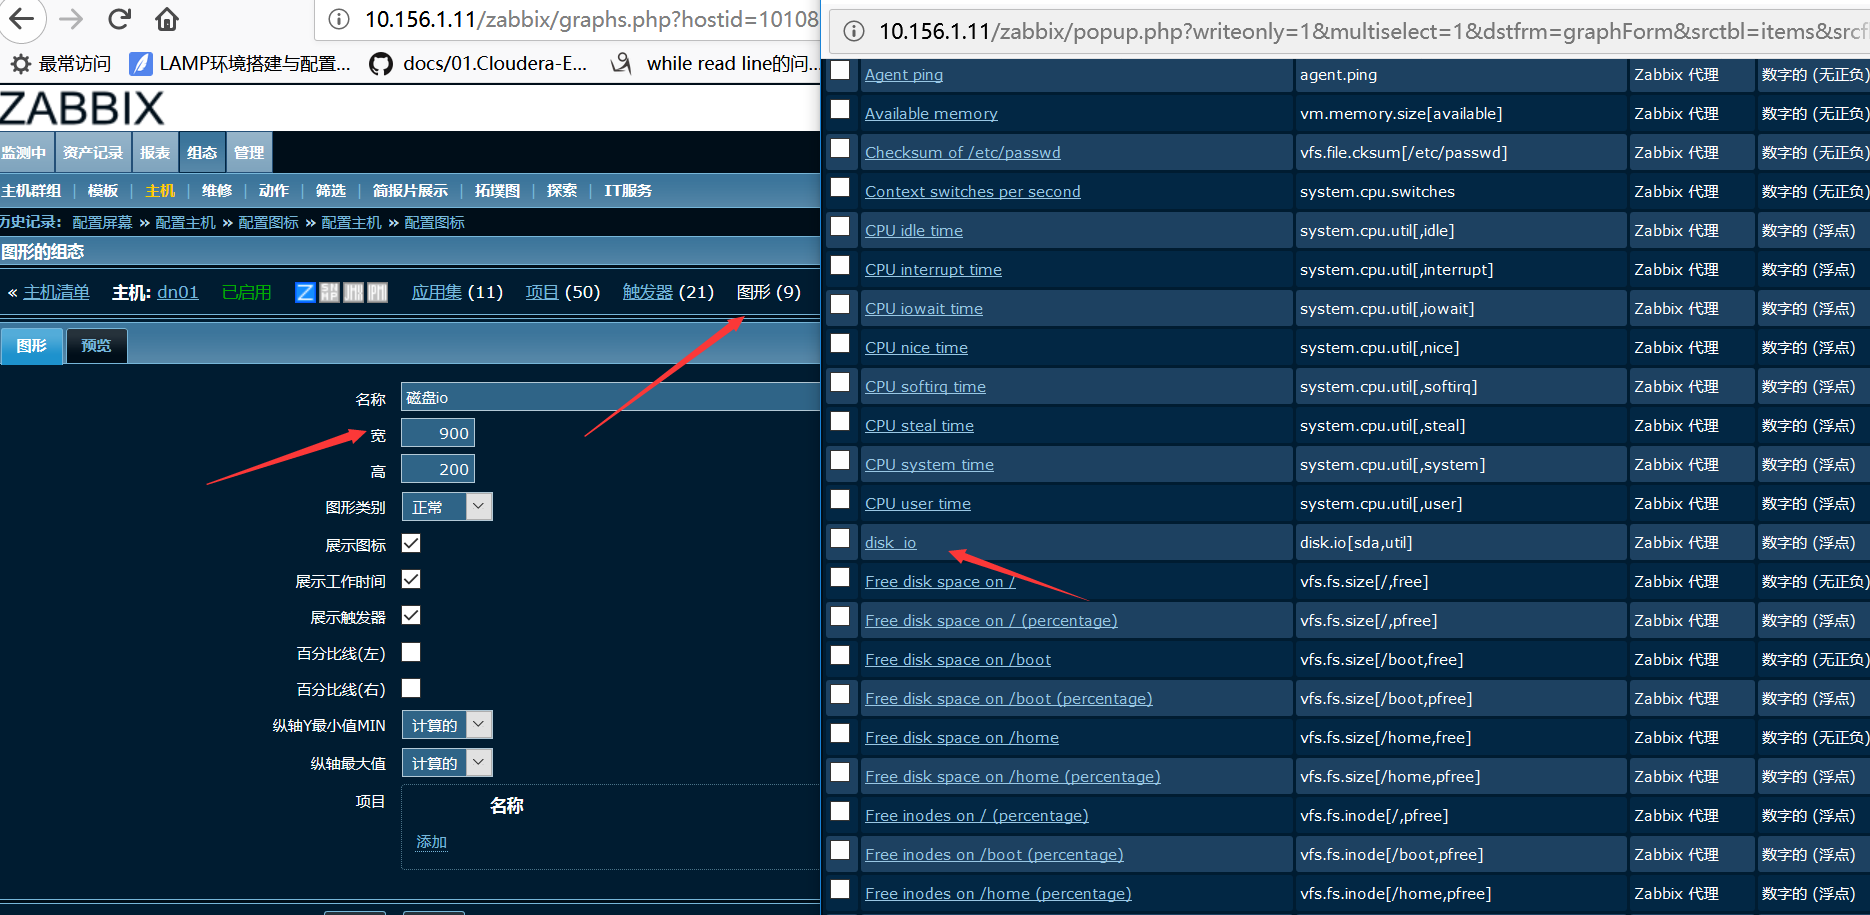 10.156.1.11/zabbix/graphs.php?hostid=10108
最常访问 LAMP环境搭建与配置... docs/01.Cloudera-E... while read line的问...
ZABBIX
监测中 资产记录 报表 组态 管理
主机群组 模板 主机 维修 动作 筛选 简报片展示 拓墣图 探索 IT服务
历史记录: 配置屏幕 » 配置主机 » 配置图标 » 配置主机 » 配置图标
图形的组态
« 主机清单 主机: dn01 已启用 Z SNMP JMX IPMI 应用集 (11) 项目 (50) 触发器 (21) 图形 (9)
图形 预览
名称 磁盘io
宽 900
高 200
图形类别 正常
展示图标
展示工作时间
展示触发器
百分比线(左)
百分比线(右)
纵轴Y最小值MIN 计算的
纵轴最大值 计算的
项目 名称
添加
10.156.1.11/zabbix/popup.php?writeonly=1&multiselect=1&dstfrm=graphForm&srctbl=items&srcfl
Agent ping agent.ping Zabbix 代理 数字的 (无正负)
Available memory vm.memory.size[available] Zabbix 代理 数字的 (无正负)
Checksum of /etc/passwd vfs.file.cksum[/etc/passwd] Zabbix 代理 数字的 (无正负)
Context switches per second system.cpu.switches Zabbix 代理 数字的 (无正负)
CPU idle time system.cpu.util[,idle] Zabbix 代理 数字的 (浮点)
CPU interrupt time system.cpu.util[,interrupt] Zabbix 代理 数字的 (浮点)
CPU iowait time system.cpu.util[,iowait] Zabbix 代理 数字的 (浮点)
CPU nice time system.cpu.util[,nice] Zabbix 代理 数字的 (浮点)
CPU softirq time system.cpu.util[,softirq] Zabbix 代理 数字的 (浮点)
CPU steal time system.cpu.util[,steal] Zabbix 代理 数字的 (浮点)
CPU system time system.cpu.util[,system] Zabbix 代理 数字的 (浮点)
CPU user time system.cpu.util[,user] Zabbix 代理 数字的 (浮点)
disk_io disk.io[sda,util] Zabbix 代理 数字的 (浮点)
Free disk space on / vfs.fs.size[/,free] Zabbix 代理 数字的 (无正负)
Free disk space on / (percentage) vfs.fs.size[/,pfree] Zabbix 代理 数字的 (浮点)
Free disk space on /boot vfs.fs.size[/boot,free] Zabbix 代理 数字的 (无正负)
Free disk space on /boot (percentage) vfs.fs.size[/boot,pfree] Zabbix 代理 数字的 (浮点)
Free disk space on /home vfs.fs.size[/home,free] Zabbix 代理 数字的 (无正负)
Free disk space on /home (percentage) vfs.fs.size[/home,pfree] Zabbix 代理 数字的 (浮点)
Free inodes on / (percentage) vfs.fs.inode[/,pfree] Zabbix 代理 数字的 (浮点)
Free inodes on /boot (percentage) vfs.fs.inode[/boot,pfree] Zabbix 代理 数字的 (浮点)
Free inodes on /home (percentage) vfs.fs.inode[/home,pfree] Zabbix 代理 数字的 (浮点)